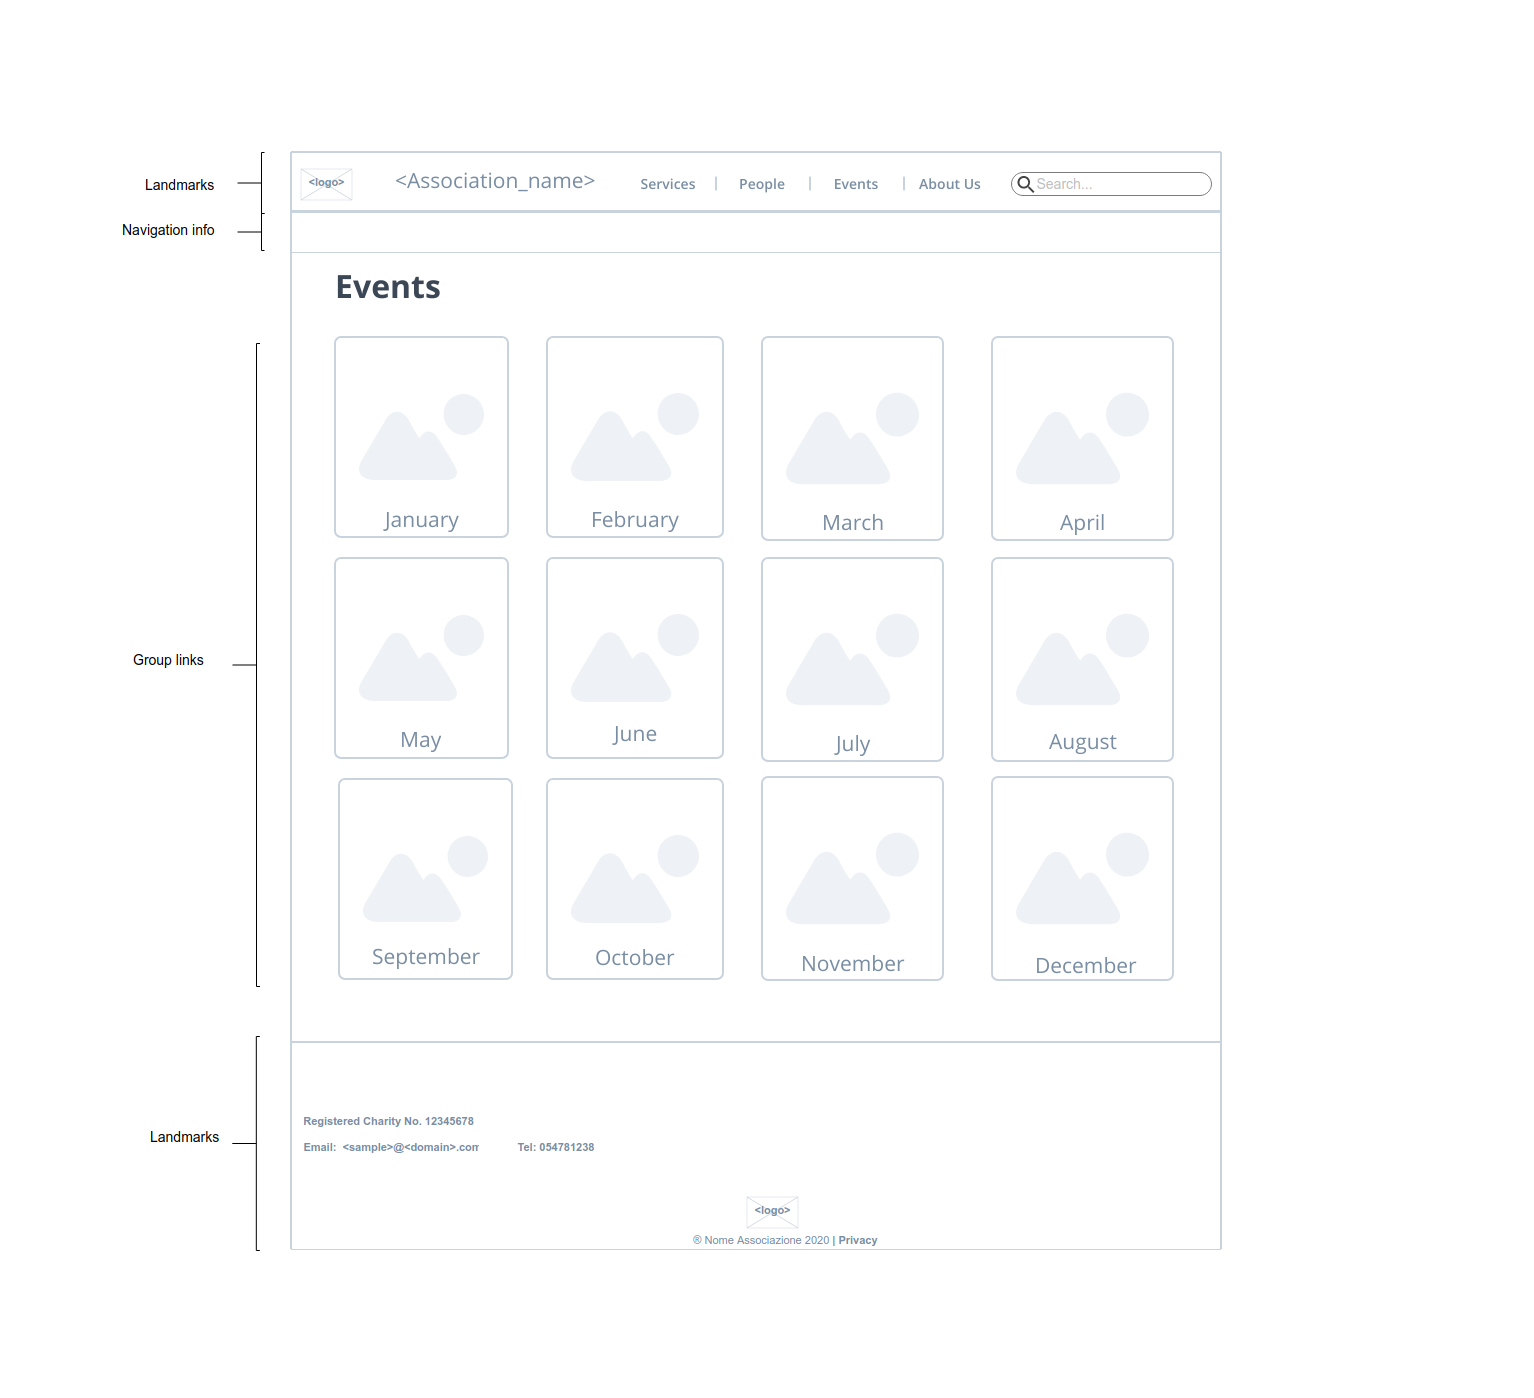 Landmarks
<logo>
<Association_name>
Services | People | Events | About Us
Search...
Navigation info
Events
January
February
March
April
Group links
May
June
July
August
September
October
November
December
Landmarks
Registered Charity No. 12345678
Email: <sample>@<domain>.com
Tel: 054781238
<logo>
® Nome Associazione 2020 | Privacy